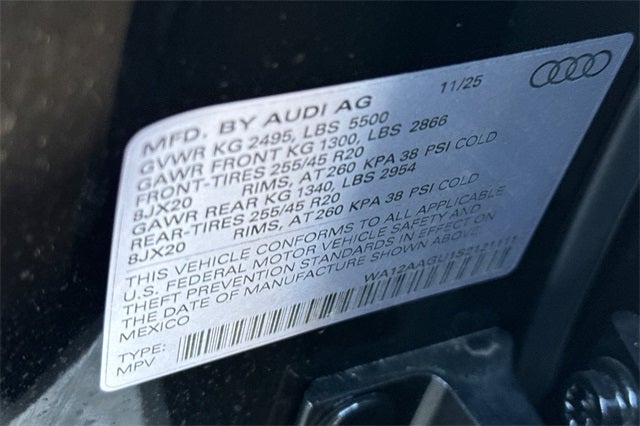 MFD. BY AUDI AG 11/25
GVWR KG 2495, LBS 5500
GAWR FRONT KG 1300, LBS 2866
FRONT-TIRES 255/45 R20
8JX20 RIMS, AT 260 KPA 38 PSI COLD
GAWR REAR KG 1340, LBS 2954
REAR-TIRES 255/45 R20
8JX20 RIMS, AT 260 KPA 38 PSI COLD
THIS VEHICLE CONFORMS TO ALL APPLICABLE
U.S. FEDERAL MOTOR VEHICLE SAFETY AND
THEFT PREVENTION STANDARDS IN EFFECT ON
THE DATE OF MANUFACTURE SHOWN ABOVE.
MEXICO WA12AAGU1S2121111
TYPE:
MPV